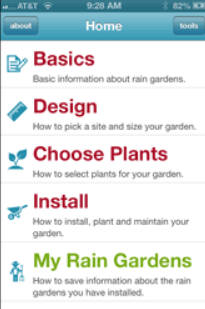 AT&T 9:28 AM 82%
about Home tools
Basics
Basic information about rain gardens.
Design
How to pick a site and size your garden.
Choose Plants
How to select plants for your garden.
Install
How to install, plant and maintain your
garden.
My Rain Gardens
How to save information about the rain
gardens you have installed.